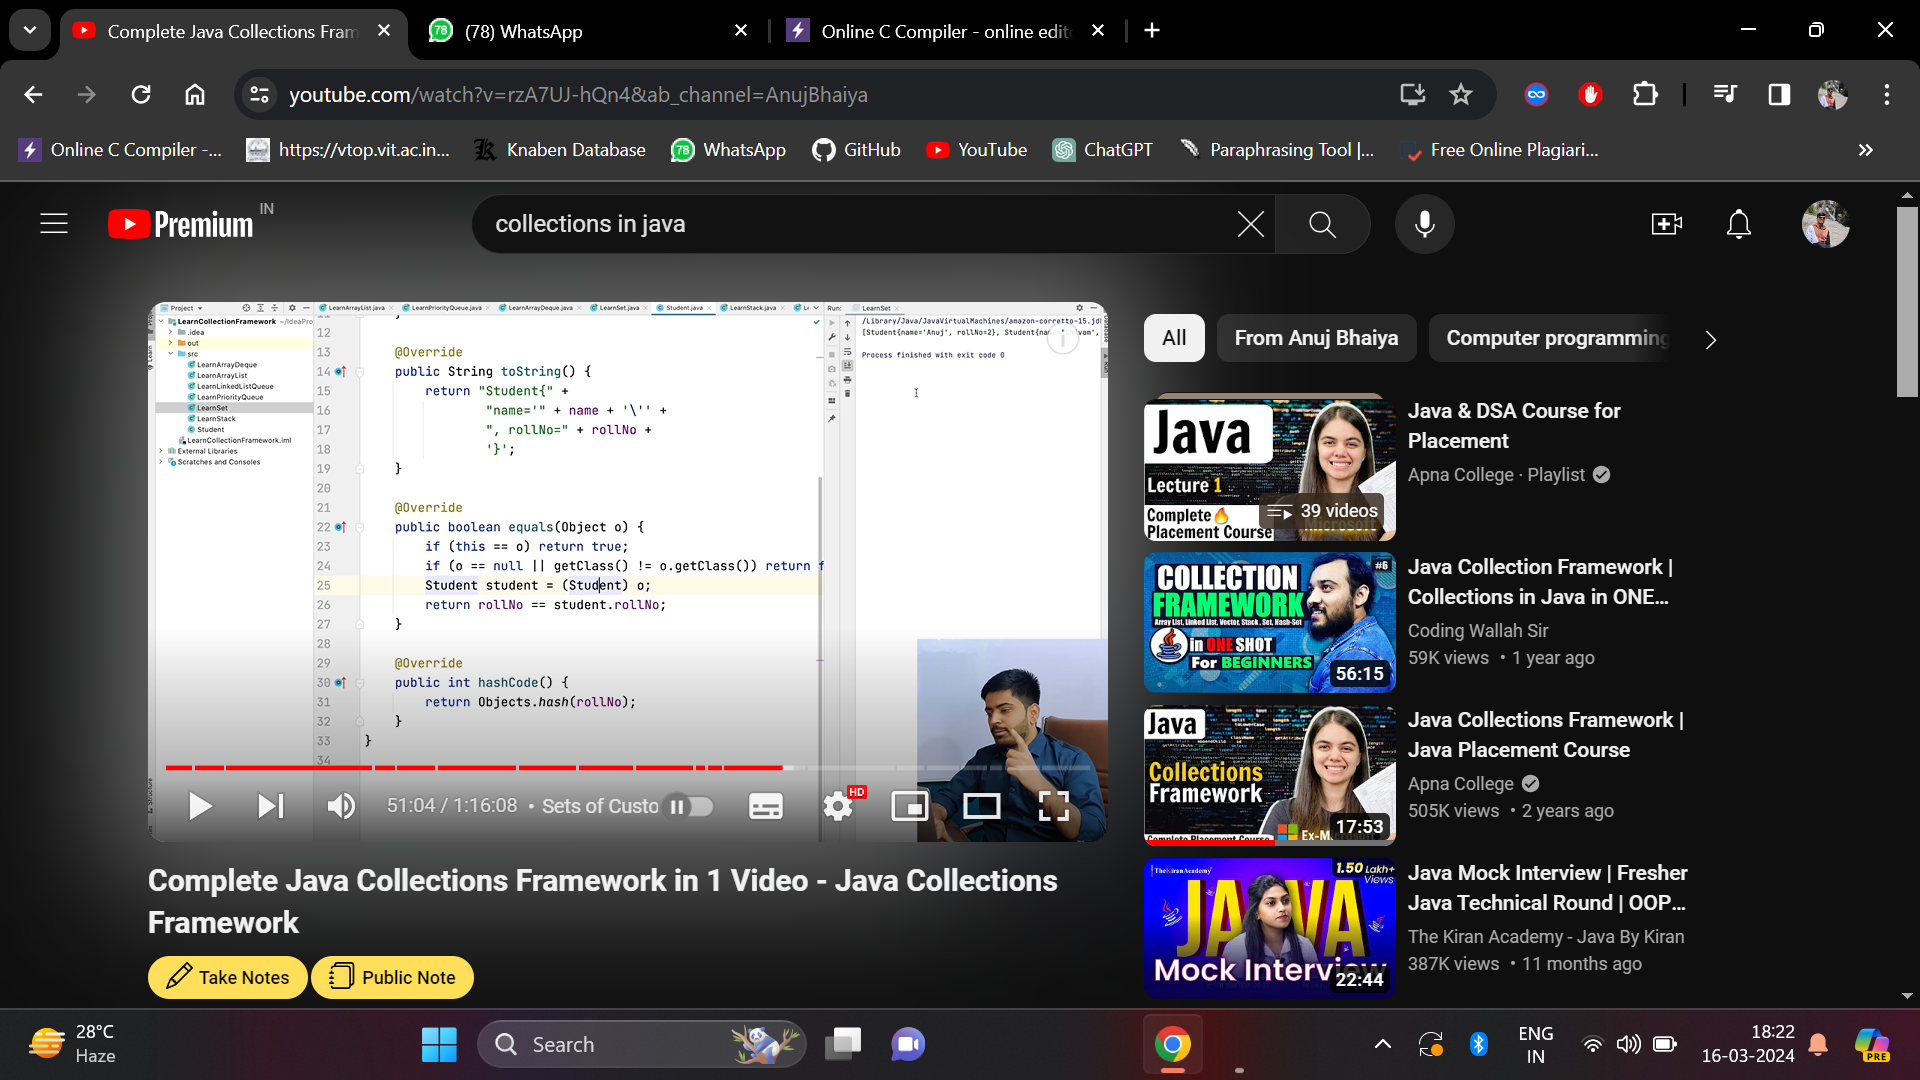 Complete Java Collections Fram
(78) WhatsApp
Online C Compiler - online edit
youtube.com/watch?v=rzA7UJ-hQn4&ab_channel=AnujBhaiya
Online C Compiler -...
https://vtop.vit.ac.in...
Knaben Database
78
WhatsApp
GitHub
YouTube
ChatGPT
Paraphrasing Tool |...
Free Online Plagiari...
Premium
IN
collections in java
Project
LearnArrayList.java
LearnPriorityQueue.java
LearnArrayDeque.java
LearnSet.java
Student.java
LearnStack.java
Run:
LearnSet
LearnCollectionFramework ~/IdeaPro
.idea
out
src
LearnArrayDeque
LearnArrayList
LearnLinkedListQueue
LearnPriorityQueue
LearnSet
LearnStack
Student
LearnCollectionFramework.iml
External Libraries
Scratches and Consoles
12
13 @Override
14 public String toString() {
15 return "Student{" +
16 "name='" + name + '\'' +
17 ", rollNo=" + rollNo +
18 '}';
19 }
20
21 @Override
22 public boolean equals(Object o) {
23 if (this == o) return true;
24 if (o == null || getClass() != o.getClass()) return f
25 Student student = (Student) o;
26 return rollNo == student.rollNo;
27 }
28
29 @Override
30 public int hashCode() {
31 return Objects.hash(rollNo);
32 }
33 }
34
/Library/Java/JavaVirtualMachines/amazon-corretto-15.jd
[Student{name='Anuj', rollNo=2}, Student{
Process finished with exit code 0
51:04 / 1:16:08 • Sets of Custo
HD
Complete Java Collections Framework in 1 Video - Java Collections
Framework
Take Notes
Public Note
All
From Anuj Bhaiya
Computer programming
Java
Lecture 1
Complete
Placement Course
Microsoft
39 videos
Java & DSA Course for
Placement
Apna College · Playlist
COLLECTION
FRAMEWORK
#6
Array List, Linked List, Vector, Stack, Set, Hash-Set
in ONE SHOT
For BEGINNERS
56:15
Java Collection Framework |
Collections in Java in ONE...
Coding Wallah Sir
59K views • 1 year ago
Java
Collections
Framework
Complete Placement Course
Ex-M
17:53
Java Collections Framework |
Java Placement Course
Apna College
505K views • 2 years ago
TheKiranAcademy
1.50 Lakh+
Views
JAVA
Mock Interview
22:44
Java Mock Interview | Fresher
Java Technical Round | OOP...
The Kiran Academy - Java By Kiran
387K views • 11 months ago
28°C
Haze
Search
ENG
IN
18:22
16-03-2024
PRE